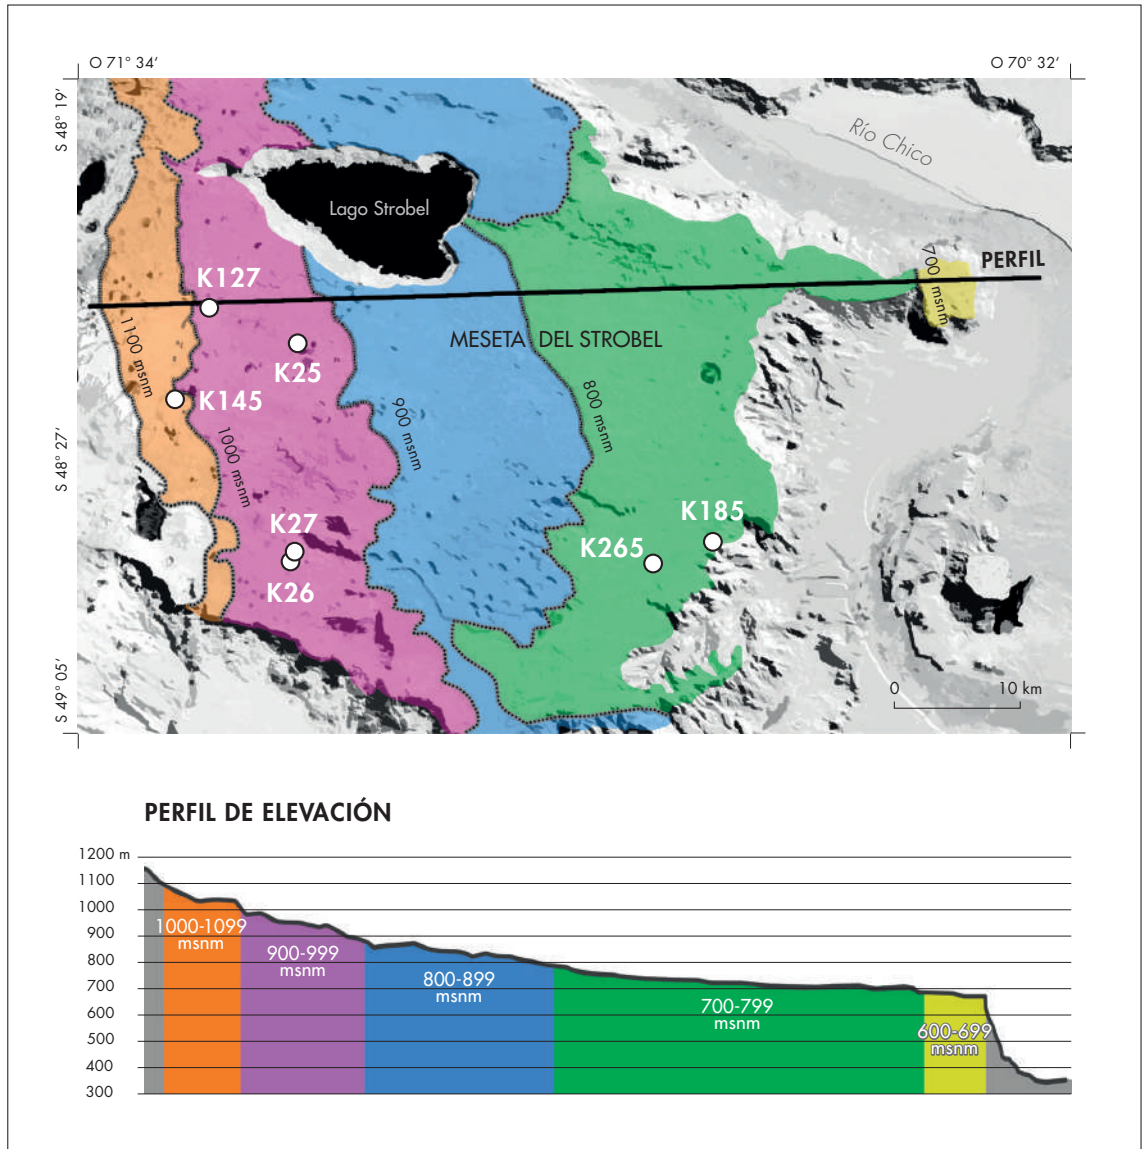 O 71° 34′
O 70° 32′
S 48° 19′
Río Chico
Lago Strobel
700 msnm
PERFIL
K127
1100 msnm
MESETA DEL STROBEL
K25
K145
900 msnm
800 msnm
S 48° 27′
1000 msnm
K27
K185
K265
K26
S 49° 05′
0 10 km
PERFIL DE ELEVACIÓN
1200 m
1100
1000
900
800
700
600
500
400
300
1000-1099
msnm
900-999
msnm
800-899
msnm
700-799
msnm
600-699
msnm